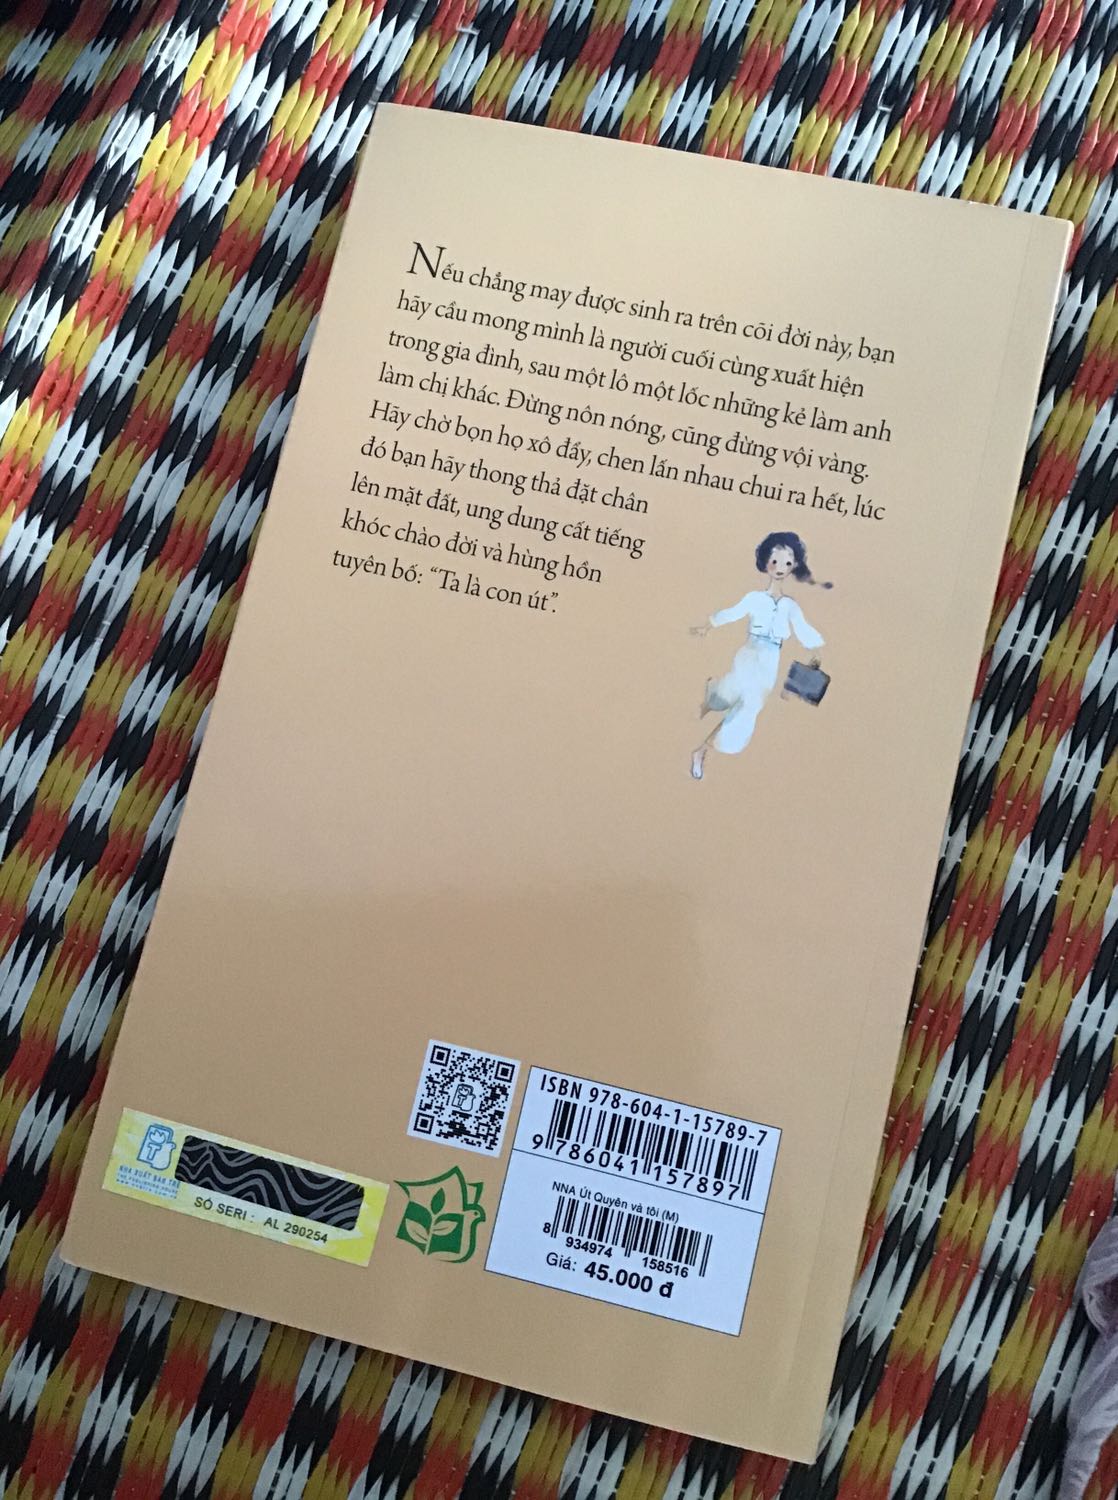 Nếu chẳng may được sinh ra trên cõi đời này, bạn
hãy cầu mong mình là người cuối cùng xuất hiện
trong gia đình, sau một lô một lốc những kẻ làm anh
làm chị khác. Đừng nôn nóng, cũng đừng vội vàng.
Hãy chờ bọn họ xô đẩy, chen lấn nhau chui ra hết, lúc
đó bạn hãy thong thả đặt chân
lên mặt đất, ung dung cất tiếng
khóc chào đời và hùng hồn
tuyên bố: “Ta là con út”.
ISBN 978-604-1-15789-7
9 786041 157897
NNA Út Quyên và tôi (M)
8 934974 158516
Giá: 45.000 đ
NHÀ XUẤT BẢN TRẺ
SỐ SERI : AL 290254